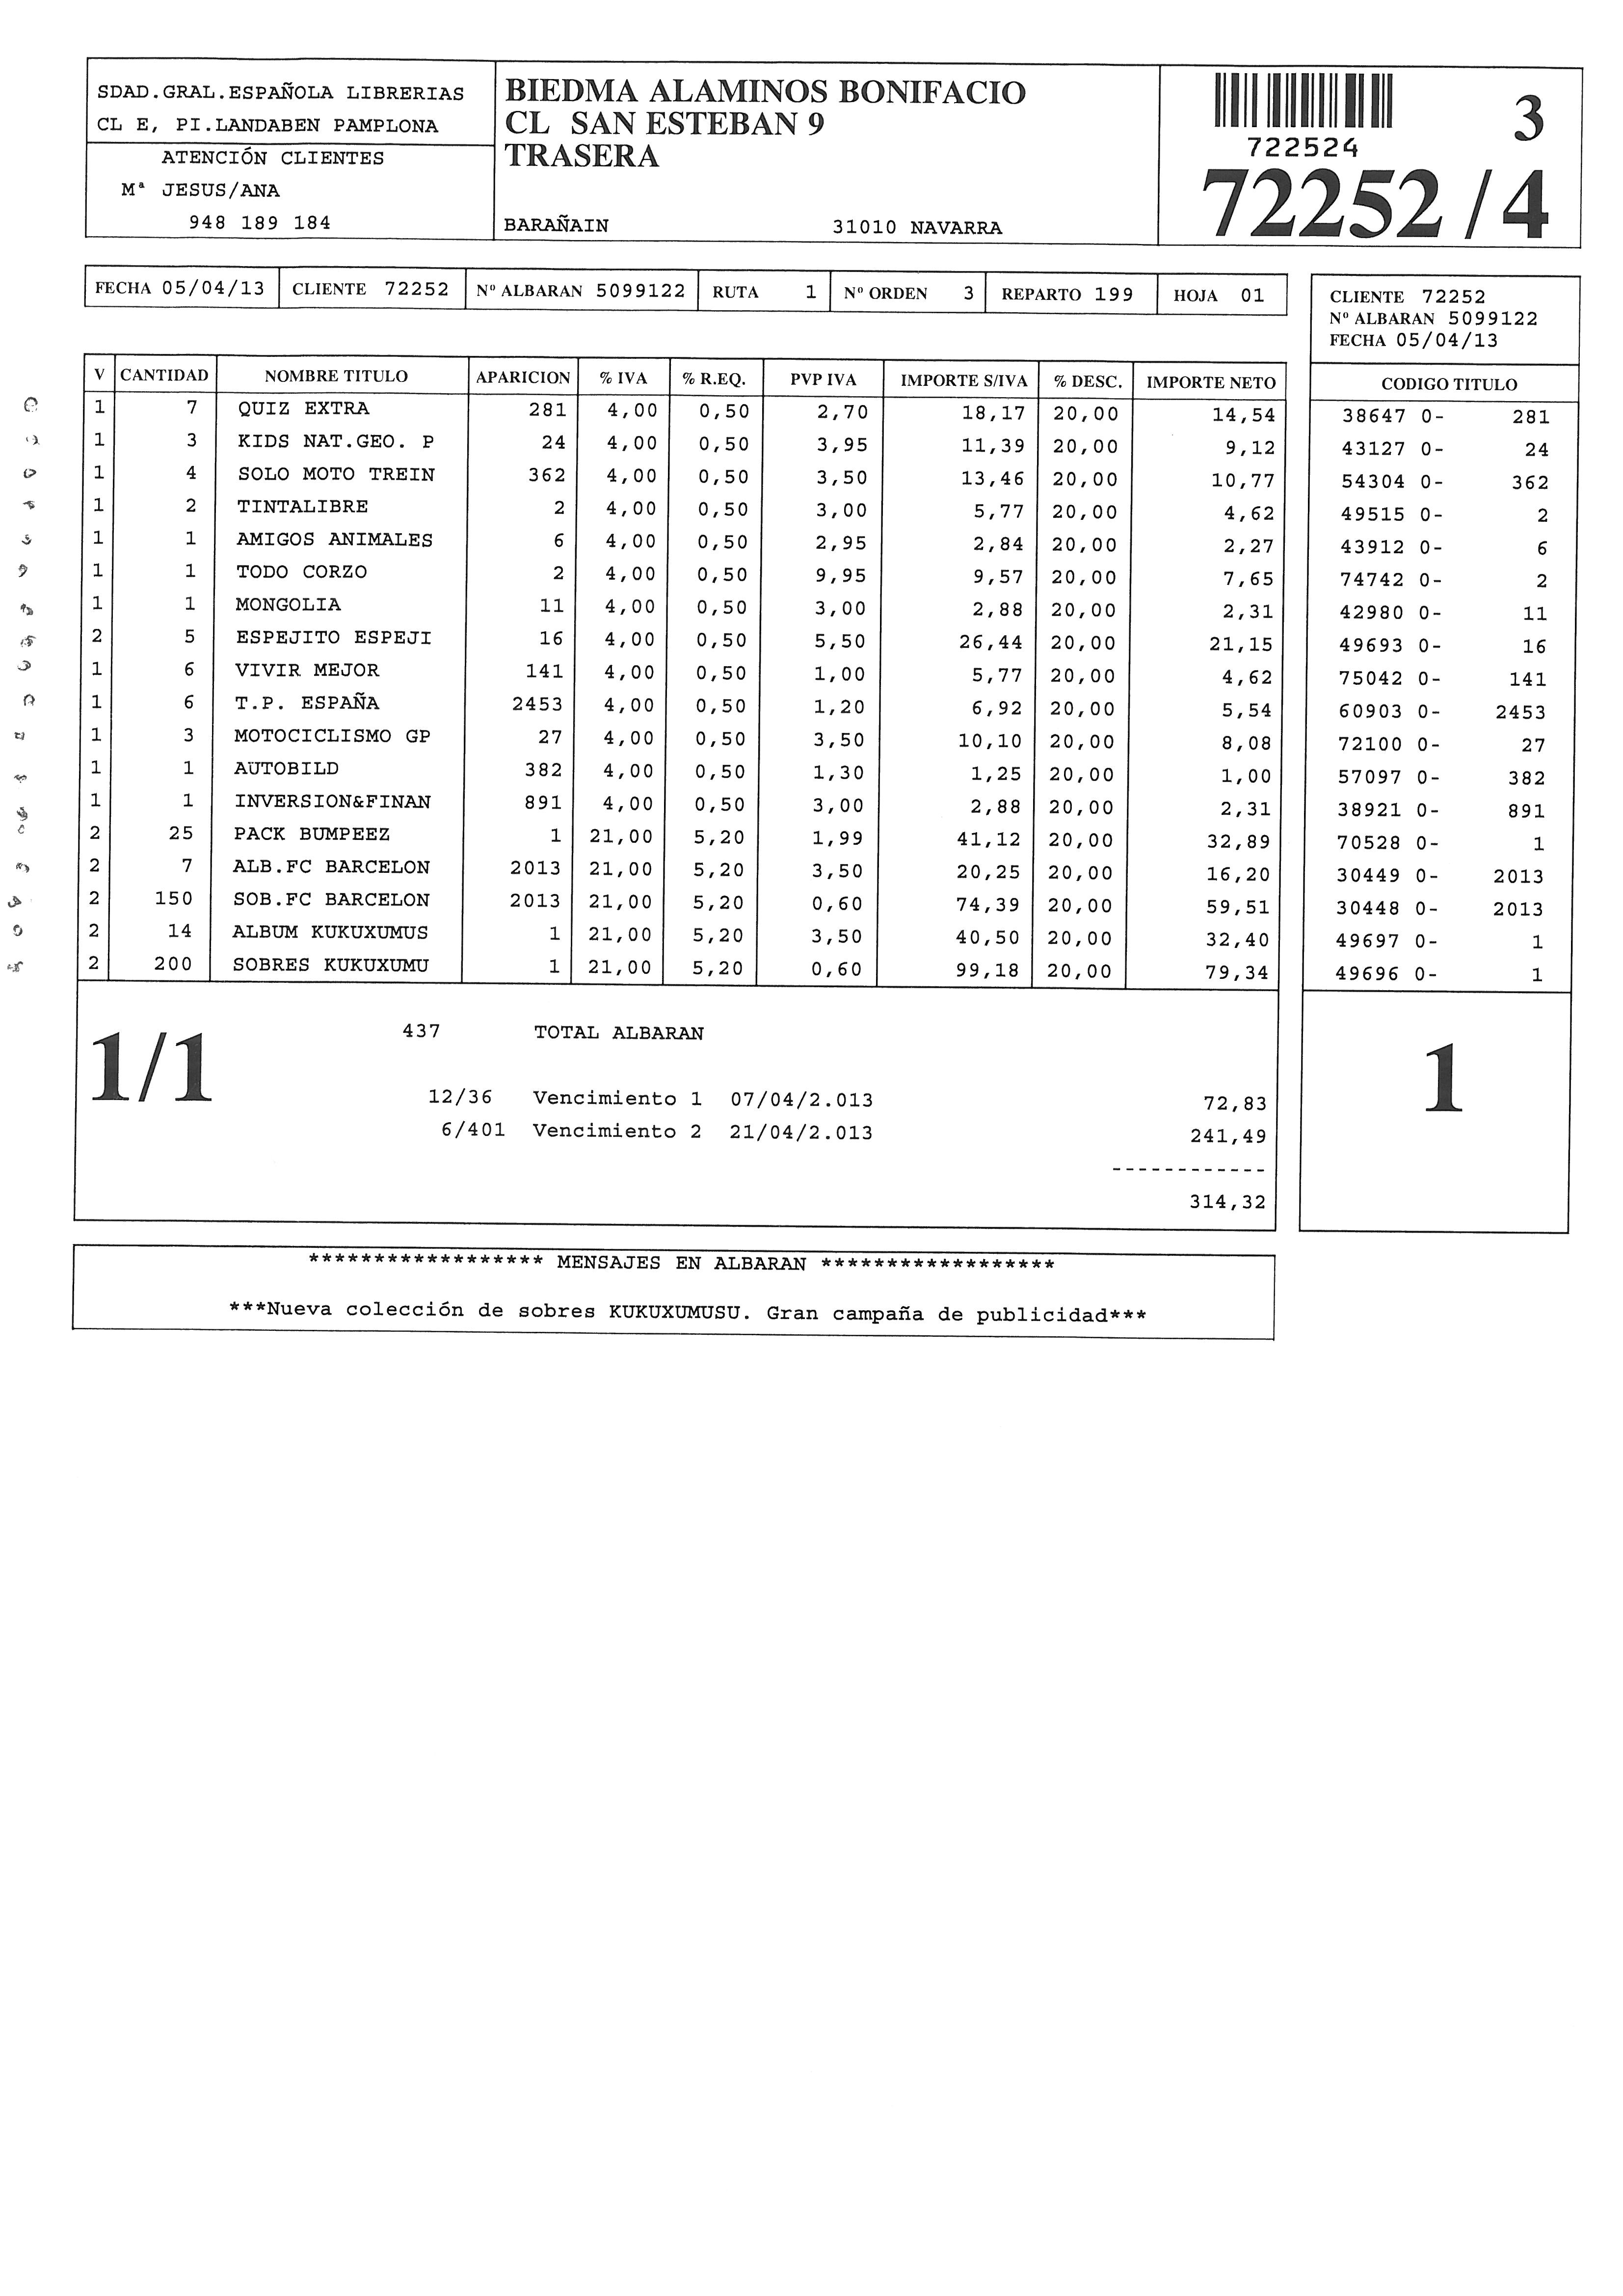 SDAD.GRAL.ESPAÑOLA LIBRERIAS
CL E, PI.LANDABEN PAMPLONA
ATENCIÓN CLIENTES
Mª JESUS/ANA
948 189 184
BIEDMA ALAMINOS BONIFACIO
CL SAN ESTEBAN 9
TRASERA
BARAÑAIN 31010 NAVARRA
722524
3
72252 / 4
FECHA 05/04/13 CLIENTE 72252 Nº ALBARAN 5099122 RUTA 1 Nº ORDEN 3 REPARTO 199 HOJA 01
CLIENTE 72252
Nº ALBARAN 5099122
FECHA 05/04/13
V CANTIDAD NOMBRE TITULO APARICION % IVA % R.EQ. PVP IVA IMPORTE S/IVA % DESC. IMPORTE NETO CODIGO TITULO
1 7 QUIZ EXTRA 281 4,00 0,50 2,70 18,17 20,00 14,54 38647 0- 281
1 3 KIDS NAT.GEO. P 24 4,00 0,50 3,95 11,39 20,00 9,12 43127 0- 24
1 4 SOLO MOTO TREIN 362 4,00 0,50 3,50 13,46 20,00 10,77 54304 0- 362
1 2 TINTALIBRE 2 4,00 0,50 3,00 5,77 20,00 4,62 49515 0- 2
1 1 AMIGOS ANIMALES 6 4,00 0,50 2,95 2,84 20,00 2,27 43912 0- 6
1 1 TODO CORZO 2 4,00 0,50 9,95 9,57 20,00 7,65 74742 0- 2
1 1 MONGOLIA 11 4,00 0,50 3,00 2,88 20,00 2,31 42980 0- 11
2 5 ESPEJITO ESPEJI 16 4,00 0,50 5,50 26,44 20,00 21,15 49693 0- 16
1 6 VIVIR MEJOR 141 4,00 0,50 1,00 5,77 20,00 4,62 75042 0- 141
1 6 T.P. ESPAÑA 2453 4,00 0,50 1,20 6,92 20,00 5,54 60903 0- 2453
1 3 MOTOCICLISMO GP 27 4,00 0,50 3,50 10,10 20,00 8,08 72100 0- 27
1 1 AUTOBILD 382 4,00 0,50 1,30 1,25 20,00 1,00 57097 0- 382
1 1 INVERSION&FINAN 891 4,00 0,50 3,00 2,88 20,00 2,31 38921 0- 891
2 25 PACK BUMPEEZ 1 21,00 5,20 1,99 41,12 20,00 32,89 70528 0- 1
2 7 ALB.FC BARCELON 2013 21,00 5,20 3,50 20,25 20,00 16,20 30449 0- 2013
2 150 SOB.FC BARCELON 2013 21,00 5,20 0,60 74,39 20,00 59,51 30448 0- 2013
2 14 ALBUM KUKUXUMUS 1 21,00 5,20 3,50 40,50 20,00 32,40 49697 0- 1
2 200 SOBRES KUKUXUMU 1 21,00 5,20 0,60 99,18 20,00 79,34 49696 0- 1
1/1
437 TOTAL ALBARAN
12/36 Vencimiento 1 07/04/2.013 72,83
6/401 Vencimiento 2 21/04/2.013 241,49
------------
314,32
1
****************** MENSAJES EN ALBARAN ******************
***Nueva colección de sobres KUKUXUMUSU. Gran campaña de publicidad***